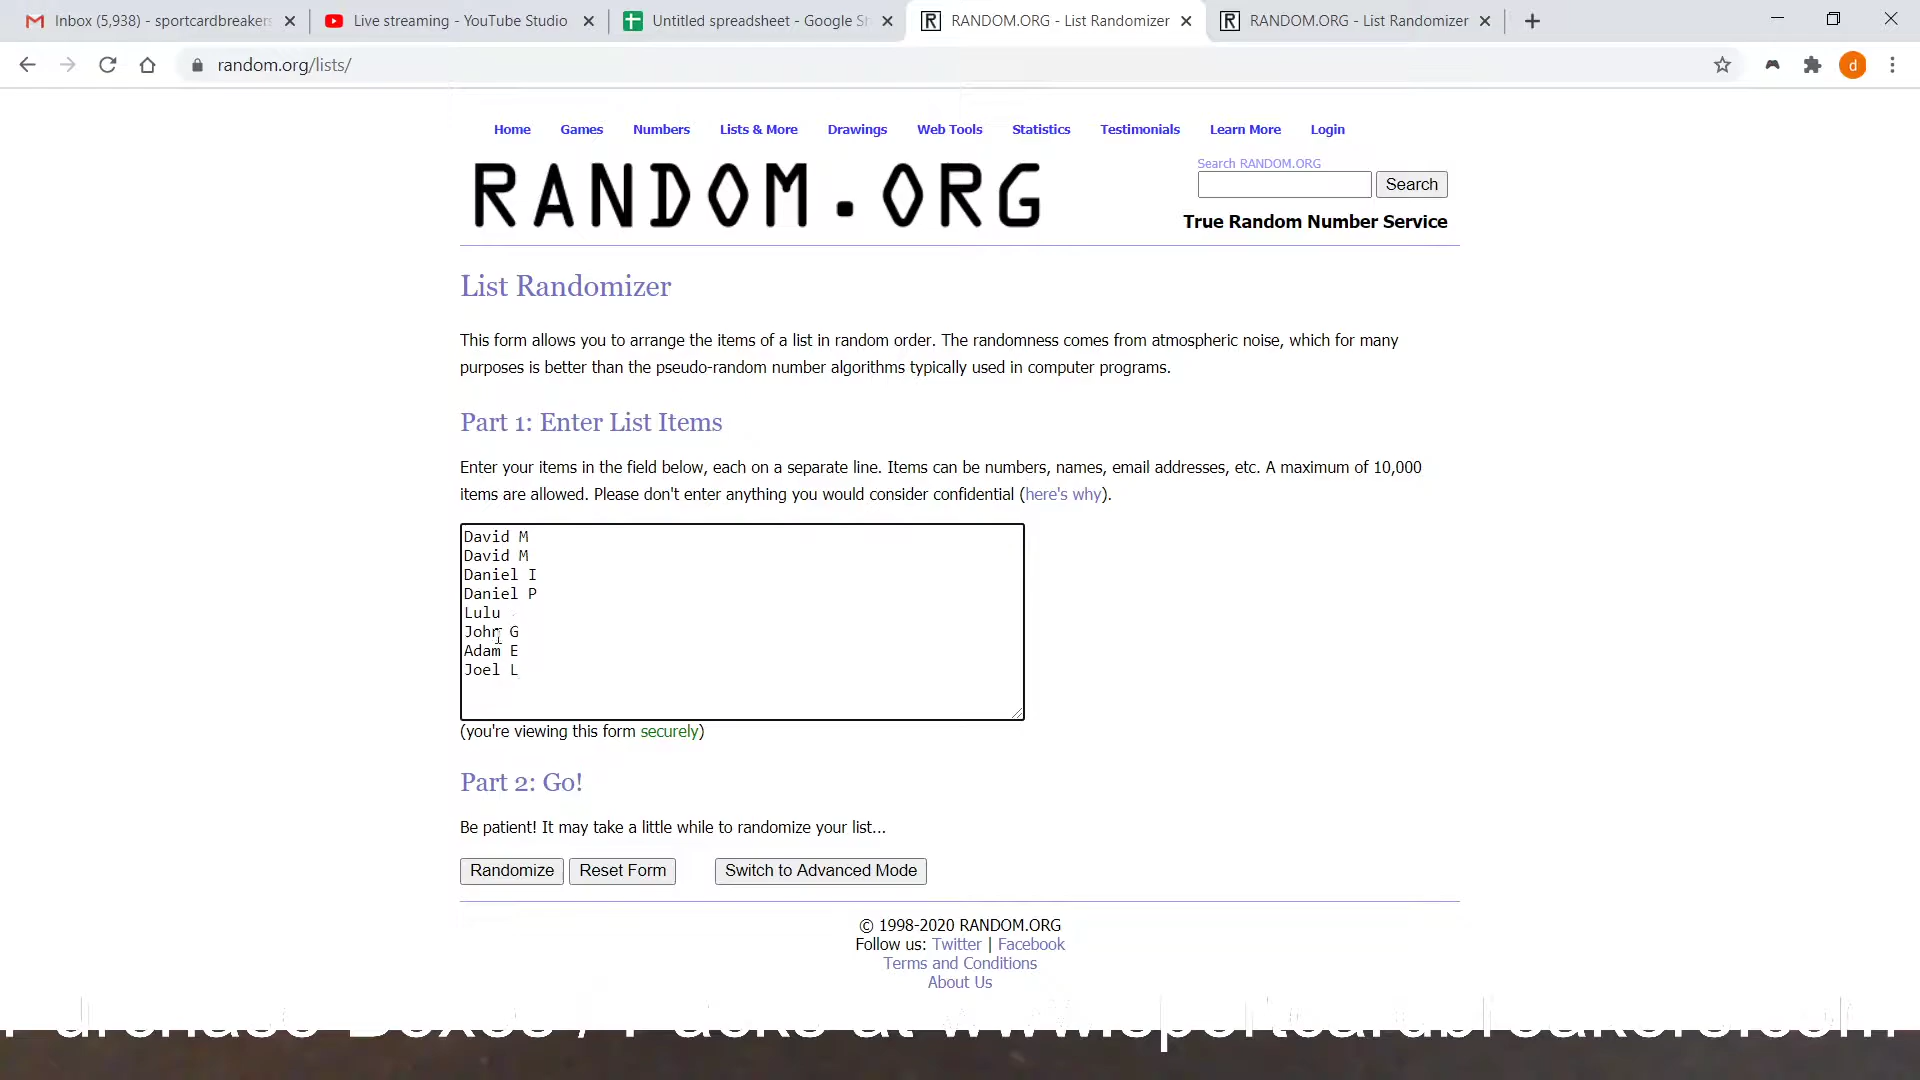 Inbox (5,938) - sportcardbreakers
Live streaming - YouTube Studio
Untitled spreadsheet - Google Sh
RANDOM.ORG - List Randomizer
RANDOM.ORG - List Randomizer
random.org/lists/
d
Home Games Numbers Lists & More Drawings Web Tools Statistics Testimonials Learn More Login
RANDOM.ORG
Search RANDOM.ORG
Search
True Random Number Service
List Randomizer
This form allows you to arrange the items of a list in random order. The randomness comes from atmospheric noise, which for many
purposes is better than the pseudo-random number algorithms typically used in computer programs.
Part 1: Enter List Items
Enter your items in the field below, each on a separate line. Items can be numbers, names, email addresses, etc. A maximum of 10,000
items are allowed. Please don't enter anything you would consider confidential (here's why).
David M
David M
Daniel I
Daniel P
Lulu
John G
Adam E
Joel L
(you're viewing this form securely)
Part 2: Go!
Be patient! It may take a little while to randomize your list...
Randomize Reset Form Switch to Advanced Mode
© 1998-2020 RANDOM.ORG
Follow us: Twitter | Facebook
Terms and Conditions
About Us
Purchase Boxes / Packs at www.sportcardbreakers.com